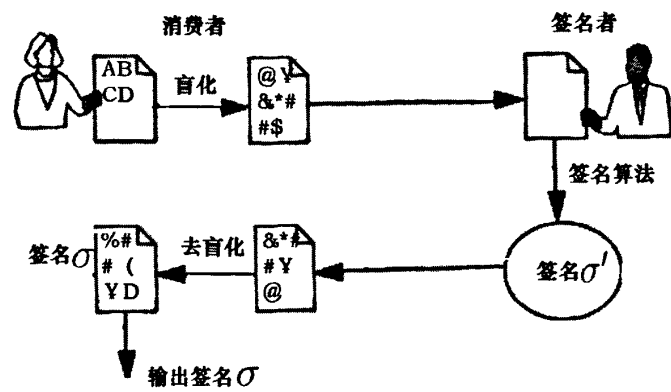 消费者
签名者
AB
CD
盲化
@¥
&*#
#$
签名算法
签名σ
%#
# (
¥D
去盲化
&*#
#¥
@
签名σ'
输出签名σ